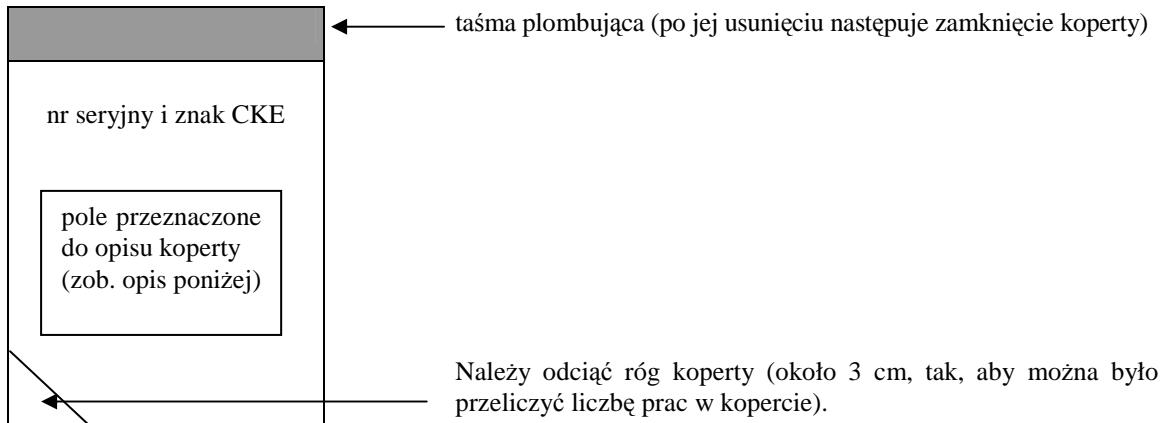 taśma plombująca (po jej usunięciu następuje zamknięcie koperty)
nr seryjny i znak CKE
pole przeznaczone
do opisu koperty
(zob. opis poniżej)
Należy odciąć róg koperty (około 3 cm, tak, aby można było
przeliczyć liczbę prac w kopercie).